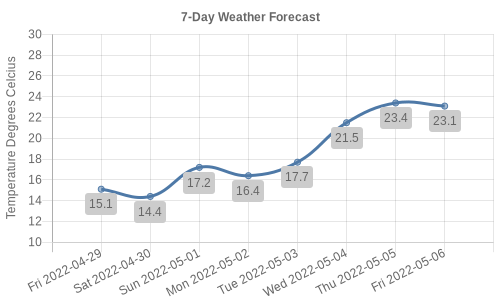 7-Day Weather Forecast
Temperature Degrees Celcius
30
28
26
24
22
20
18
16
14
12
10
15.1
14.4
17.2
16.4
17.7
21.5
23.4
23.1
Fri 2022-04-29
Sat 2022-04-30
Sun 2022-05-01
Mon 2022-05-02
Tue 2022-05-03
Wed 2022-05-04
Thu 2022-05-05
Fri 2022-05-06